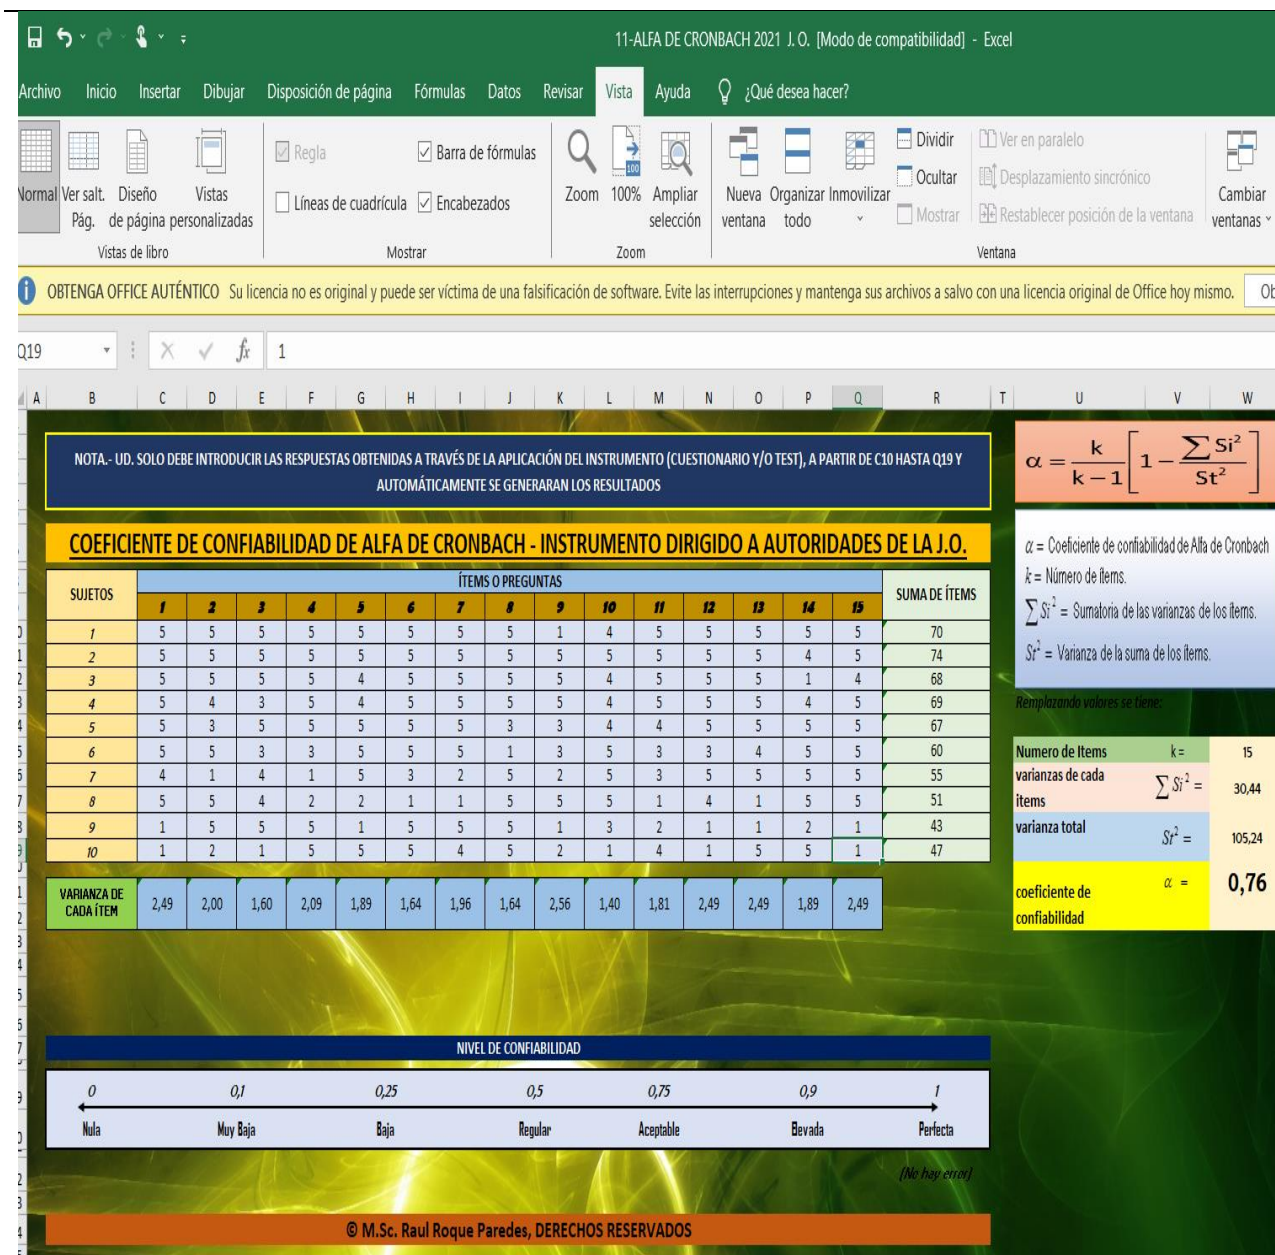 11-ALFA DE CRONBACH 2021 J. O. [Modo de compatibilidad] - Excel
Archivo Inicio Insertar Dibujar Disposición de página Fórmulas Datos Revisar Vista Ayuda ¿Qué desea hacer?
Normal Ver salt. Pág. Diseño de página Vistas personalizadas
Regla Barra de fórmulas
Líneas de cuadrícula Encabezados
Zoom 100% Ampliar selección
Nueva ventana Organizar todo Inmovilizar
Dividir
Ocultar
Mostrar
Ver en paralelo
Desplazamiento sincrónico
Restablecer posición de la ventana
Cambiar ventanas
Vistas de libro Mostrar Zoom Ventana
OBTENGA OFFICE AUTÉNTICO Su licencia no es original y puede ser víctima de una falsificación de software. Evite las interrupciones y mantenga sus archivos a salvo con una licencia original de Office hoy mismo. Ob
Q19 fx 1
A B C D E F G H I J K L M N O P Q R T U V W
NOTA.- UD. SOLO DEBE INTRODUCIR LAS RESPUESTAS OBTENIDAS A TRAVÉS DE LA APLICACIÓN DEL INSTRUMENTO (CUESTIONARIO Y/O TEST), A PARTIR DE C10 HASTA Q19 Y
AUTOMÁTICAMENTE SE GENERARAN LOS RESULTADOS
COEFICIENTE DE CONFIABILIDAD DE ALFA DE CRONBACH - INSTRUMENTO DIRIGIDO A AUTORIDADES DE LA J.O.
SUJETOS ÍTEMS O PREGUNTAS SUMA DE ÍTEMS
1 2 3 4 5 6 7 8 9 10 11 12 13 14 15
1 5 5 5 5 5 5 5 5 1 4 5 5 5 5 5 70
2 5 5 5 5 5 5 5 5 5 5 5 5 5 4 5 74
3 5 5 5 5 4 5 5 5 5 4 5 5 5 1 4 68
4 5 4 3 5 4 5 5 5 5 4 5 5 5 4 5 69
5 5 3 5 5 5 5 5 3 3 4 4 5 5 5 5 67
6 5 5 3 3 5 5 5 1 3 5 3 3 4 5 5 60
7 4 1 4 1 5 3 2 5 2 5 3 5 5 5 5 55
8 5 5 4 2 2 1 1 5 5 5 1 4 1 5 5 51
9 1 5 5 5 1 5 5 5 1 3 2 1 1 2 1 43
10 1 2 1 5 5 5 4 5 2 1 4 1 5 5 1 47
VARIANZA DE CADA ÍTEM 2,49 2,00 1,60 2,09 1,89 1,64 1,96 1,64 2,56 1,40 1,81 2,49 2,49 1,89 2,49
α = k / (k − 1) [1 − ∑ Si² / St²]
α = Coeficiente de confiabilidad de Alfa de Cronbach
k = Número de ítems.
∑ Si² = Sumatoria de las varianzas de los ítems.
St² = Varianza de la suma de los ítems.
Remplazando valores se tiene:
Numero de Items k = 15
varianzas de cada items ∑ Si² = 30,44
varianza total St² = 105,24
coeficiente de confiabilidad α = 0,76
NIVEL DE CONFIABILIDAD
0 0,1 0,25 0,5 0,75 0,9 1
Nula Muy Baja Baja Regular Aceptable Elevada Perfecta
(No hay error)
© M.Sc. Raul Roque Paredes, DERECHOS RESERVADOS